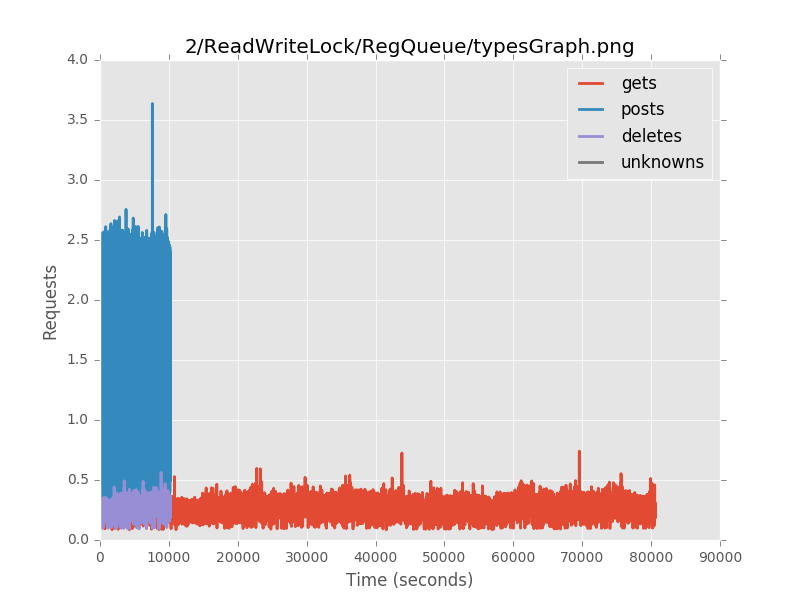 2/ReadWriteLock/RegQueue/typesGraph.png
4.0
3.5
3.0
2.5
2.0
1.5
1.0
0.5
0.0
Requests
gets
posts
deletes
unknowns
0 10000 20000 30000 40000 50000 60000 70000 80000 90000
Time (seconds)